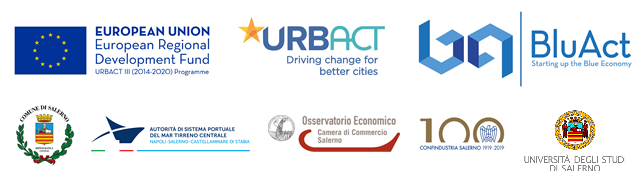 EUROPEAN UNION
European Regional
Development Fund
URBACT III (2014-2020) Programme
URBACT
Driving change for
better cities
BluAct
Starting up the Blue Economy
COMUNE DI SALERNO
AUTORITÀ DI SISTEMA PORTUALE
DEL MAR TIRRENO CENTRALE
NAPOLI-SALERNO-CASTELLAMMARE DI STABIA
Osservatorio Economico
Camera di Commercio
Salerno
100
CONFINDUSTRIA SALERNO 1919-2019
UNIVERSITÀ DEGLI STUD
DI SALERNO